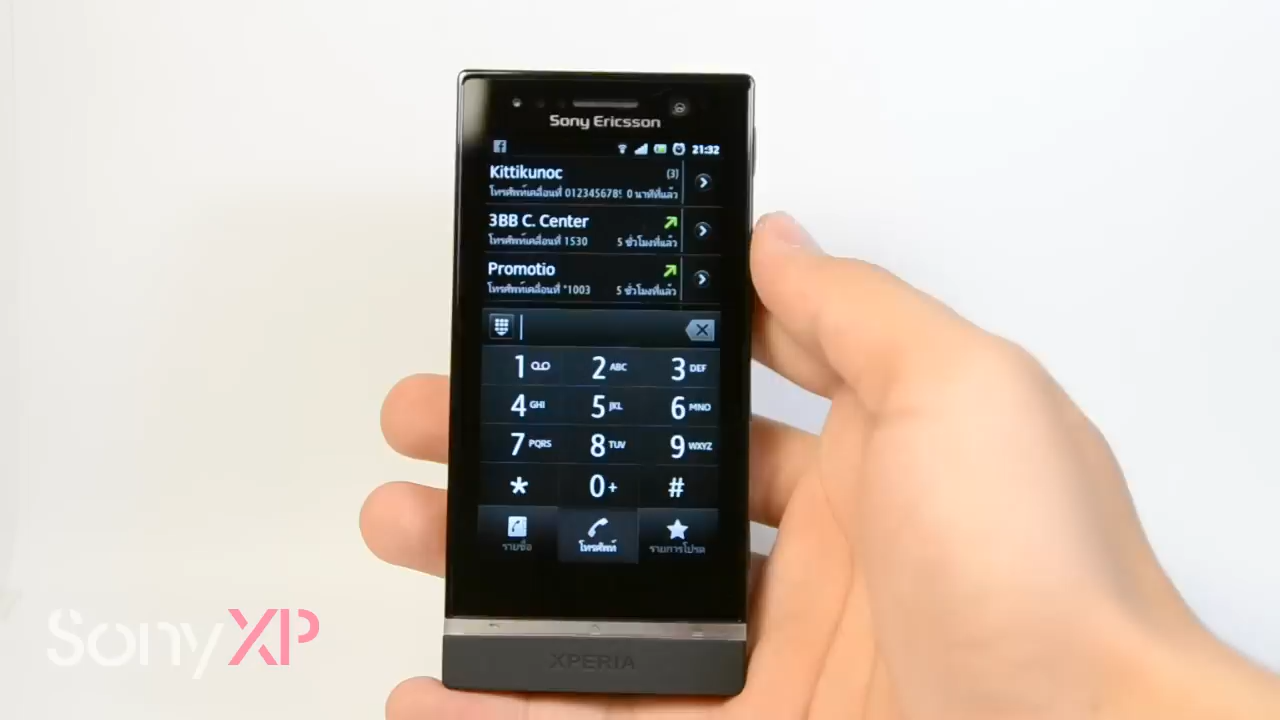 Sony Ericsson
21:32
Kittikunoc (3)
โทรศัพท์เคลื่อนที่ 0123456789 0 นาทีที่แล้ว
3BB C. Center
โทรศัพท์เคลื่อนที่ 1530 5 ชั่วโมงที่แล้ว
Promotio
โทรศัพท์เคลื่อนที่ *1003 5 ชั่วโมงที่แล้ว
1 2 ABC 3 DEF
4 GHI 5 JKL 6 MNO
7 PQRS 8 TUV 9 WXYZ
* 0+ #
รายชื่อ โทรศัพท์ รายการโปรด
XPERIA
SonyXP